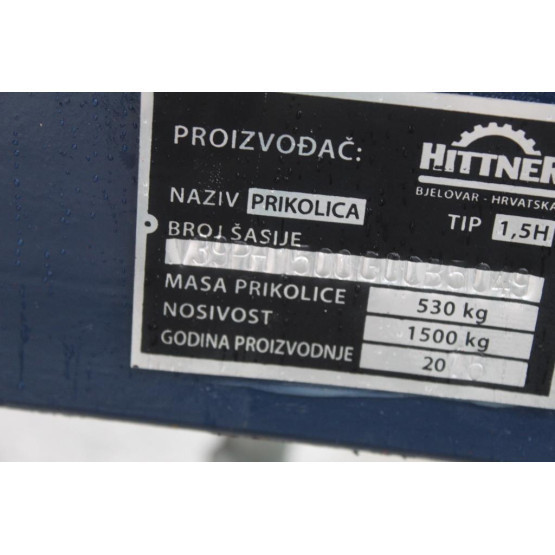 PROIZVOĐAČ:
HITTNER
BJELOVAR - HRVATSKA
NAZIV PRIKOLICA
TIP 1,5H
BROJ ŠASIJE
MASA PRIKOLICE 530 kg
NOSIVOST 1500 kg
GODINA PROIZVODNJE 20